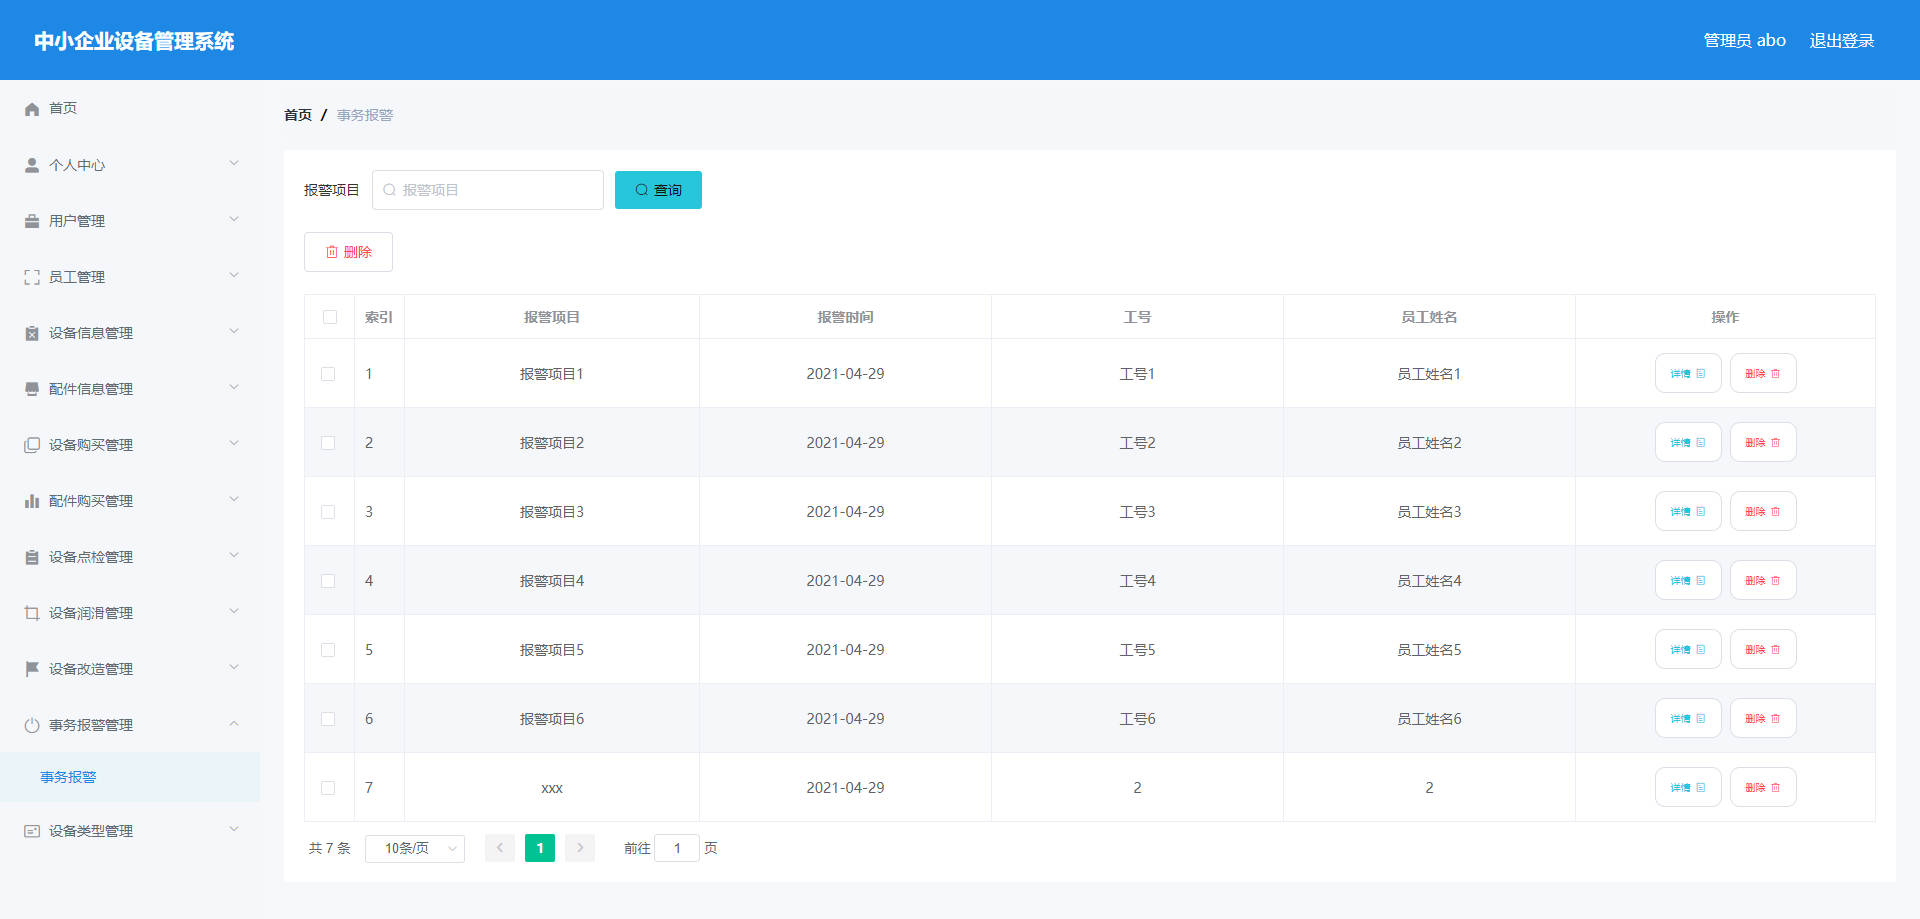 中小企业设备管理系统
管理员 abo 退出登录
首页
个人中心
用户管理
员工管理
设备信息管理
配件信息管理
设备购买管理
配件购买管理
设备点检管理
设备润滑管理
设备改造管理
事务报警管理
事务报警
设备类型管理
首页 / 事务报警
报警项目 报警项目 查询
删除
索引 报警项目 报警时间 工号 员工姓名 操作
1 报警项目1 2021-04-29 工号1 员工姓名1 详情 删除
2 报警项目2 2021-04-29 工号2 员工姓名2 详情 删除
3 报警项目3 2021-04-29 工号3 员工姓名3 详情 删除
4 报警项目4 2021-04-29 工号4 员工姓名4 详情 删除
5 报警项目5 2021-04-29 工号5 员工姓名5 详情 删除
6 报警项目6 2021-04-29 工号6 员工姓名6 详情 删除
7 xxx 2021-04-29 2 2 详情 删除
共 7 条 10条/页 1 前往 1 页